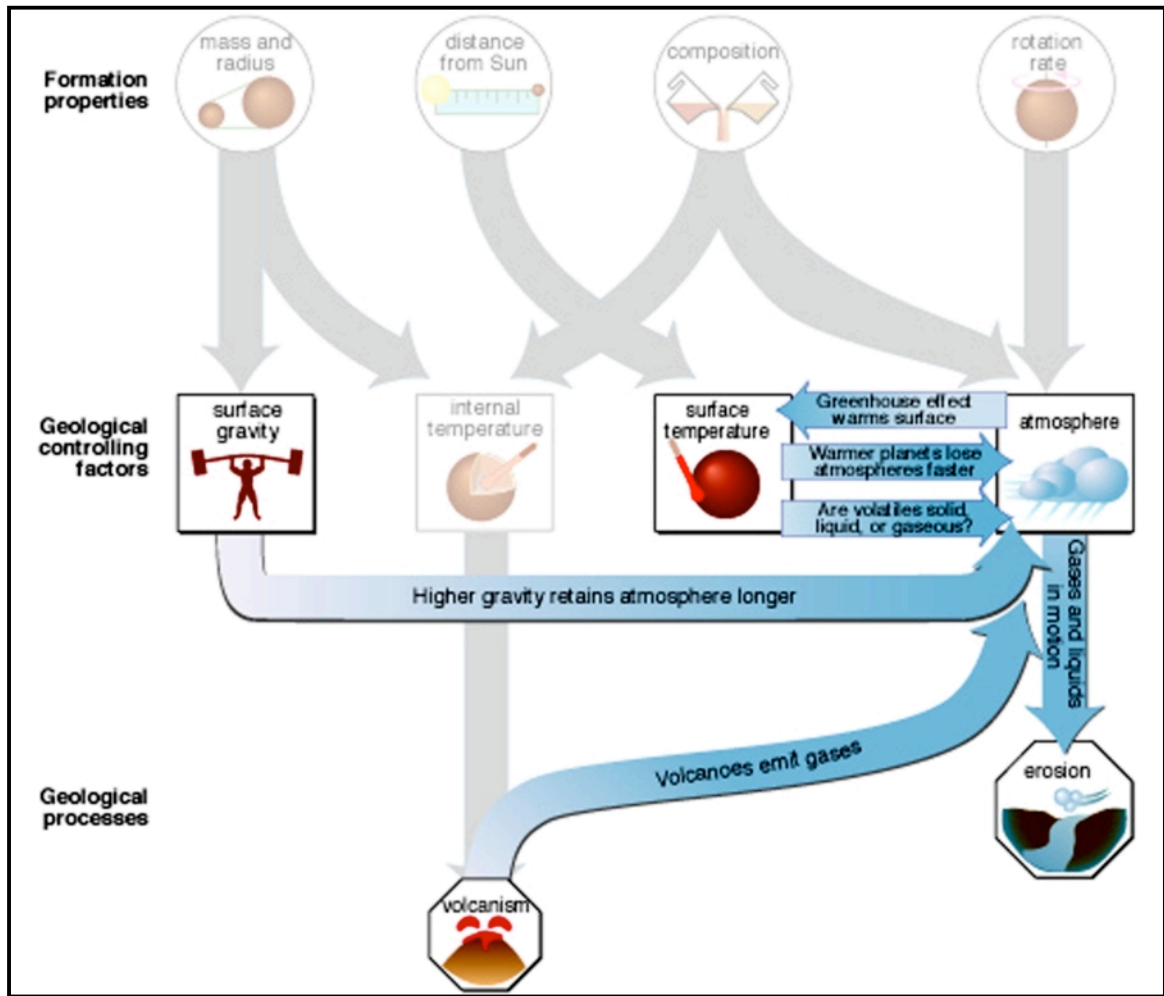 Formation
properties
mass and
radius
distance
from Sun
composition
rotation
rate
Geological
controlling
factors
surface
gravity
internal
temperature
surface
temperature
Greenhouse effect
warms surface
Warmer planets lose
atmospheres faster
Are volatiles solid,
liquid, or gaseous?
atmosphere
Higher gravity retains atmosphere longer
Gases and liquids
in motion
Volcanoes emit gases
Geological
processes
erosion
volcanism